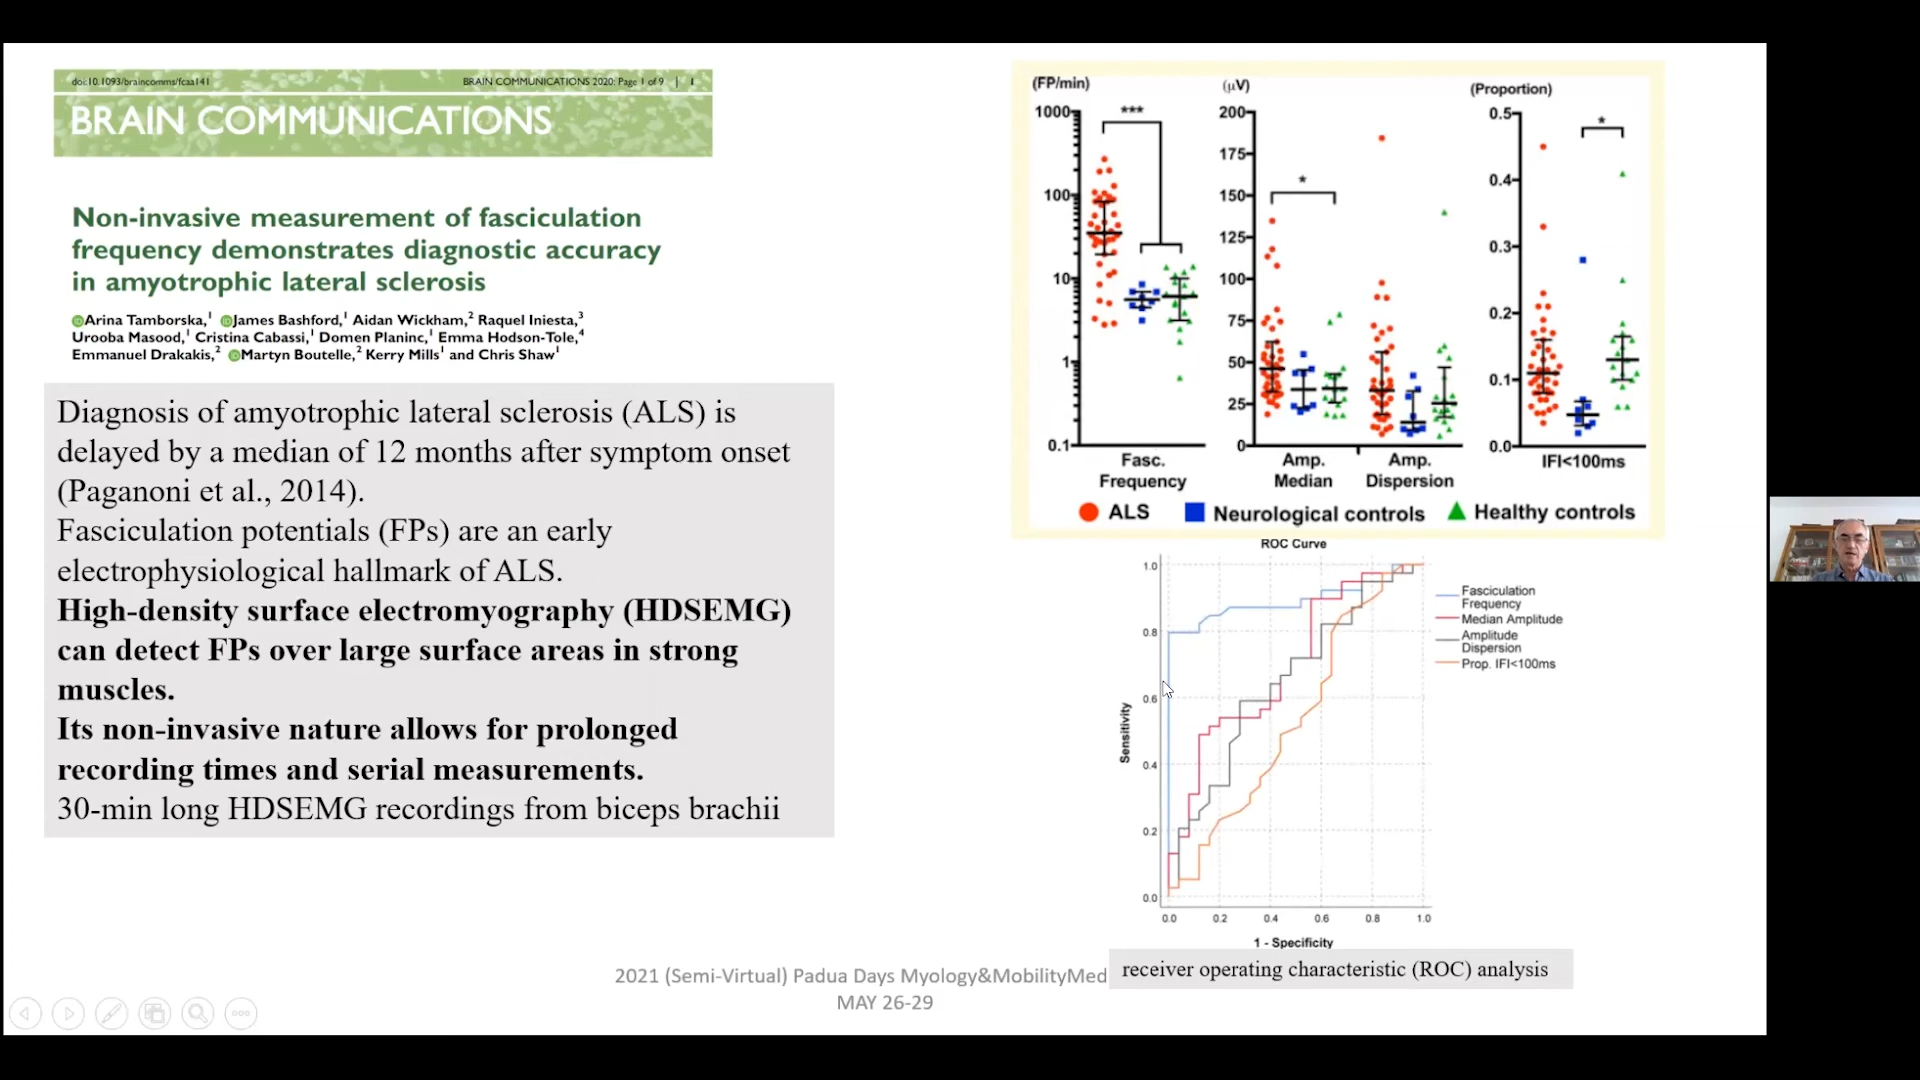 doi:10.1093/braincomms/fcaa141
BRAIN COMMUNICATIONS 2020: Page 1 of 9 | 1
BRAIN COMMUNICATIONS
Non-invasive measurement of fasciculation
frequency demonstrates diagnostic accuracy
in amyotrophic lateral sclerosis
Arina Tamborska,1 James Bashford,1 Aidan Wickham,2 Raquel Iniesta,3
Urooba Masood,1 Cristina Cabassi,1 Domen Planinc,1 Emma Hodson-Tole,4
Emmanuel Drakakis,2 Martyn Boutelle,2 Kerry Mills1 and Chris Shaw1
Diagnosis of amyotrophic lateral sclerosis (ALS) is
delayed by a median of 12 months after symptom onset
(Paganoni et al., 2014).
Fasciculation potentials (FPs) are an early
electrophysiological hallmark of ALS.
High-density surface electromyography (HDSEMG)
can detect FPs over large surface areas in strong
muscles.
Its non-invasive nature allows for prolonged
recording times and serial measurements.
30-min long HDSEMG recordings from biceps brachii
(FP/min)
1000
100
10
1
0.1
***
Fasc.
Frequency
(μV)
200
175
150
125
100
75
50
25
0
*
Amp.
Median
Amp.
Dispersion
(Proportion)
0.5
0.4
0.3
0.2
0.1
0.0
*
IFI<100ms
ALS
Neurological controls
Healthy controls
ROC Curve
1.0
0.8
0.6
0.4
0.2
0.0
Sensitivity
0.0 0.2 0.4 0.6 0.8 1.0
1 - Specificity
Fasciculation
Frequency
Median Amplitude
Amplitude
Dispersion
Prop. IFI<100ms
receiver operating characteristic (ROC) analysis
2021 (Semi-Virtual) Padua Days Myology&MobilityMed
MAY 26-29